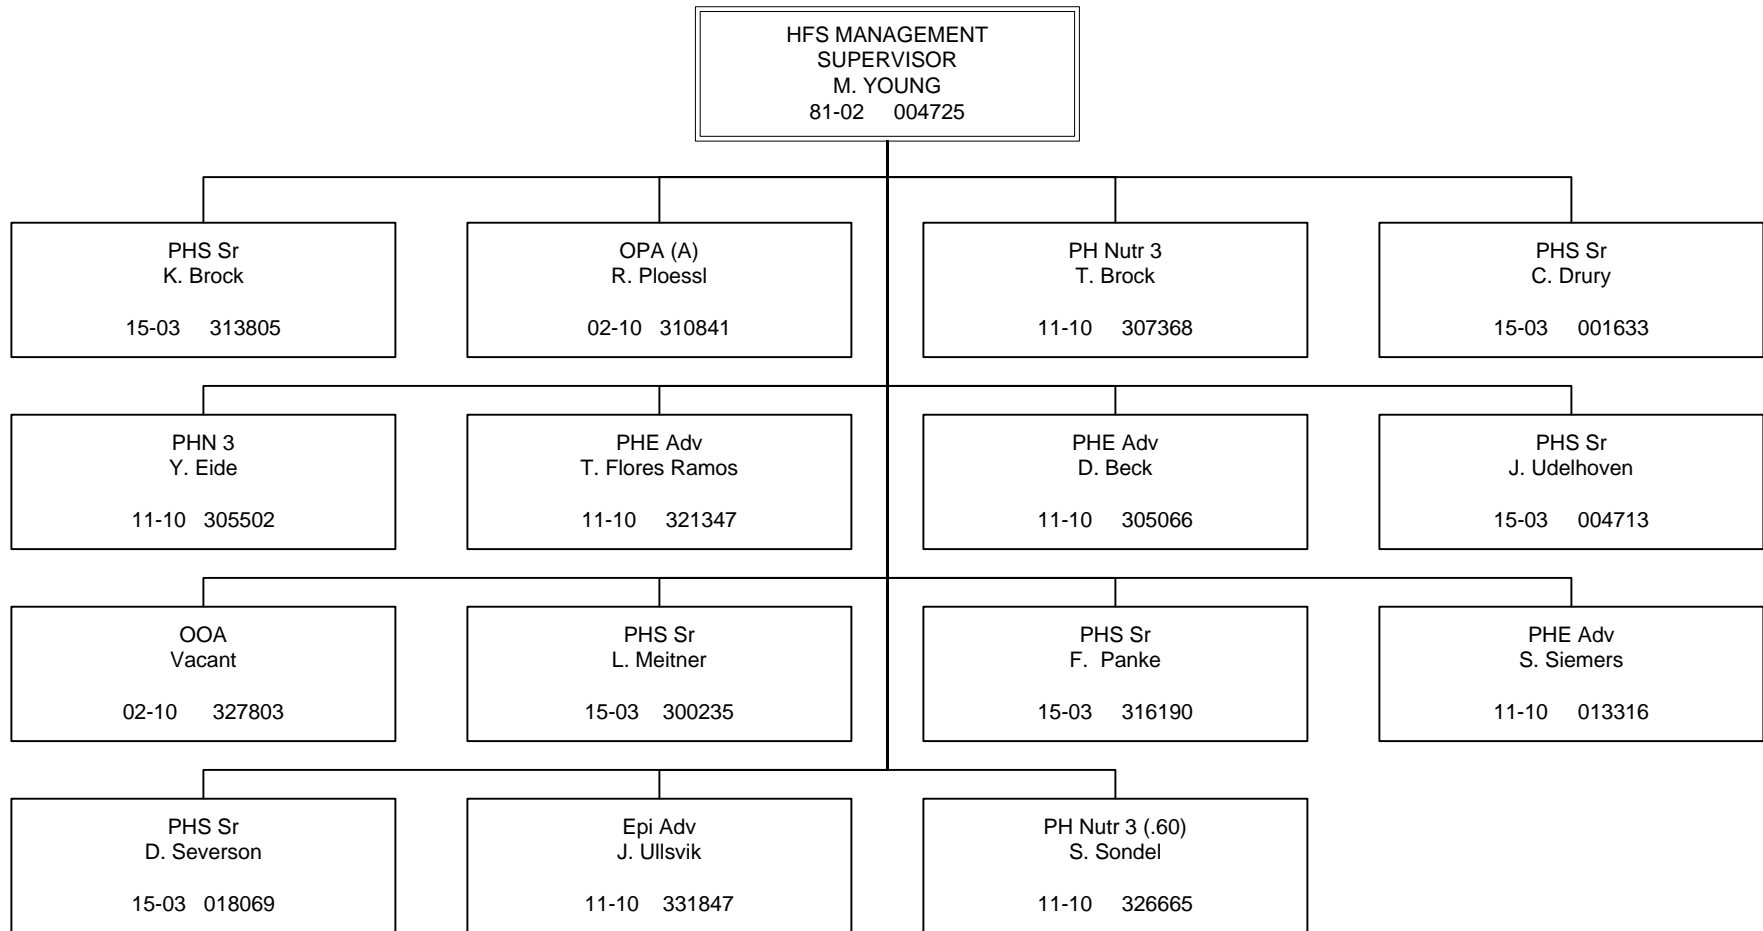 HFS MANAGEMENT
SUPERVISOR
M. YOUNG
81-02 004725
PHS Sr
K. Brock
15-03 313805
OPA (A)
R. Ploessl
02-10 310841
PH Nutr 3
T. Brock
11-10 307368
PHS Sr
C. Drury
15-03 001633
PHN 3
Y. Eide
11-10 305502
PHE Adv
T. Flores Ramos
11-10 321347
PHE Adv
D. Beck
11-10 305066
PHS Sr
J. Udelhoven
15-03 004713
OOA
Vacant
02-10 327803
PHS Sr
L. Meitner
15-03 300235
PHS Sr
F. Panke
15-03 316190
PHE Adv
S. Siemers
11-10 013316
PHS Sr
D. Severson
15-03 018069
Epi Adv
J. Ullsvik
11-10 331847
PH Nutr 3 (.60)
S. Sondel
11-10 326665